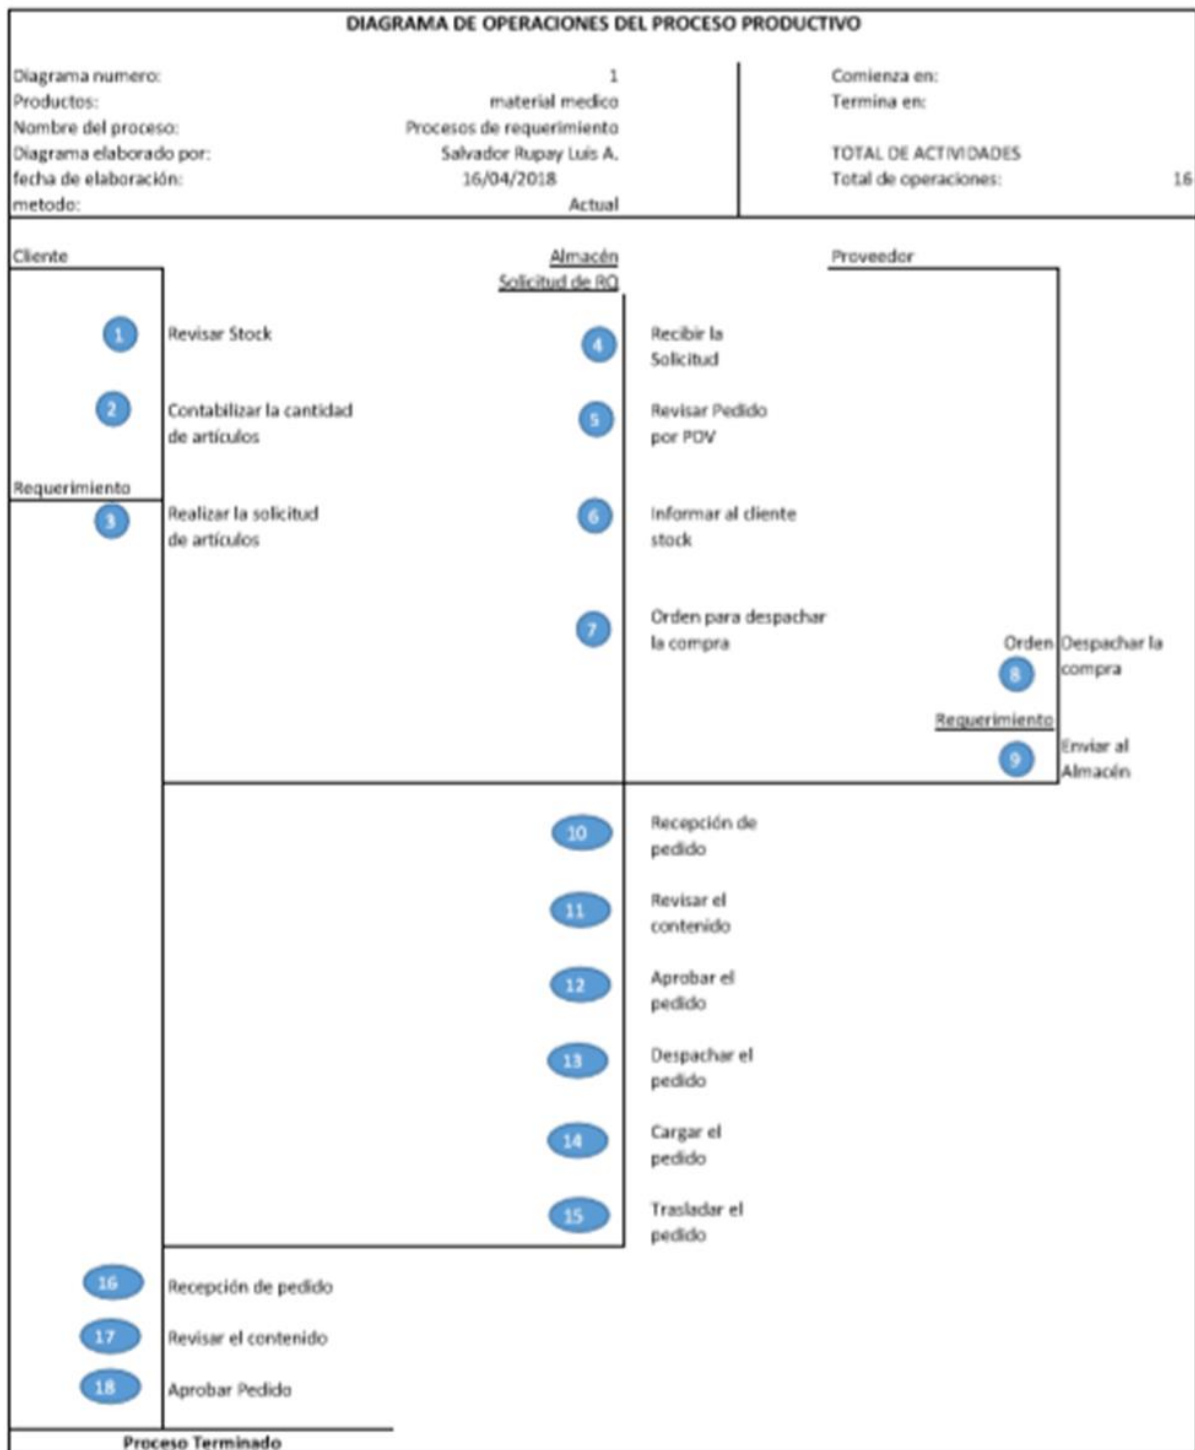 DIAGRAMA DE OPERACIONES DEL PROCESO PRODUCTIVO
Diagrama numero: 1
Productos: material medico
Nombre del proceso: Procesos de requerimiento
Diagrama elaborado por: Salvador Rupay Luis A.
fecha de elaboración: 16/04/2018
metodo: Actual
Comienza en:
Termina en:
TOTAL DE ACTIVIDADES
Total de operaciones: 16
Cliente
1 Revisar Stock
2 Contabilizar la cantidad
de artículos
Requerimiento
3 Realizar la solicitud
de artículos
Almacén
Solicitud de RQ
4 Recibir la
Solicitud
5 Revisar Pedido
por PDV
6 Informar al cliente
stock
7 Orden para despachar
la compra
Proveedor
Orden Despachar la
8 compra
Requerimiento
9 Enviar al
Almacén
10 Recepción de
pedido
11 Revisar el
contenido
12 Aprobar el
pedido
13 Despachar el
pedido
14 Cargar el
pedido
15 Trasladar el
pedido
16 Recepción de pedido
17 Revisar el contenido
18 Aprobar Pedido
Proceso Terminado